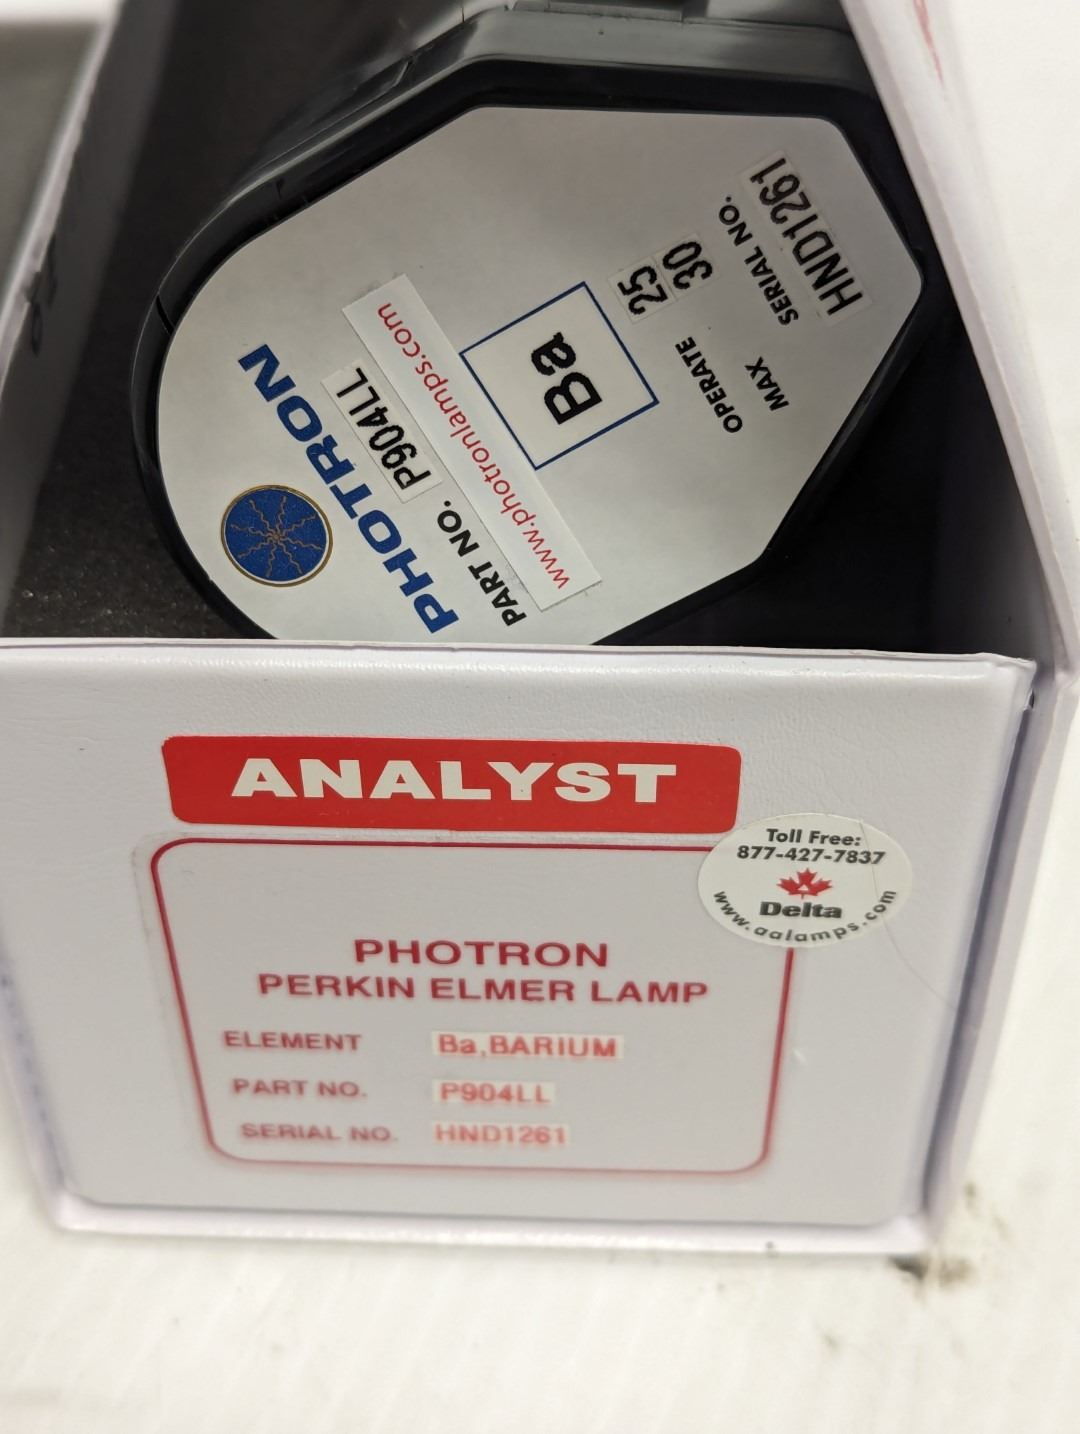 PHOTRON
PART NO. P904LL
www.photronlamps.com
Ba
OPERATE 25
MAX 30
SERIAL NO.
HND1261
ANALYST
Toll Free:
877-427-7837
Delta
www.aalamps.com
PHOTRON
PERKIN ELMER LAMP
ELEMENT Ba,BARIUM
PART NO. P904LL
SERIAL NO. HND1261